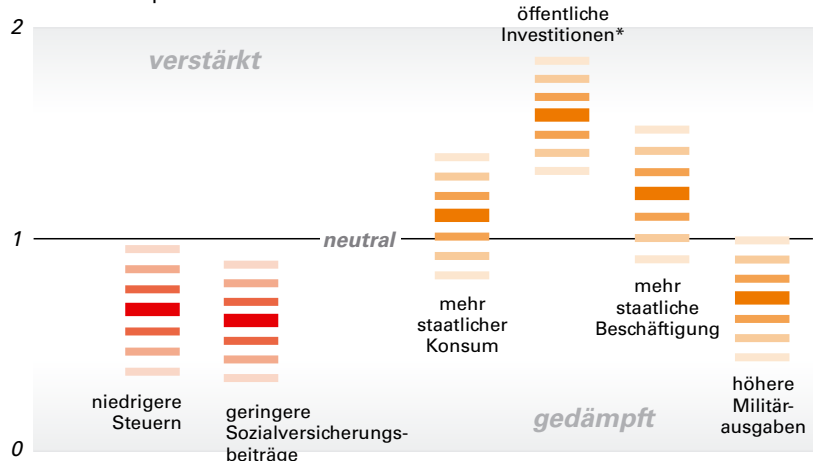 öffentliche
Investitionen*
2
verstärkt
1
neutral
mehr
staatlicher
Konsum
mehr
staatliche
Beschäftigung
niedrigere
Steuern
geringere
Sozialversicherungs-
beiträge
gedämpft
höhere
Militär-
ausgaben
0